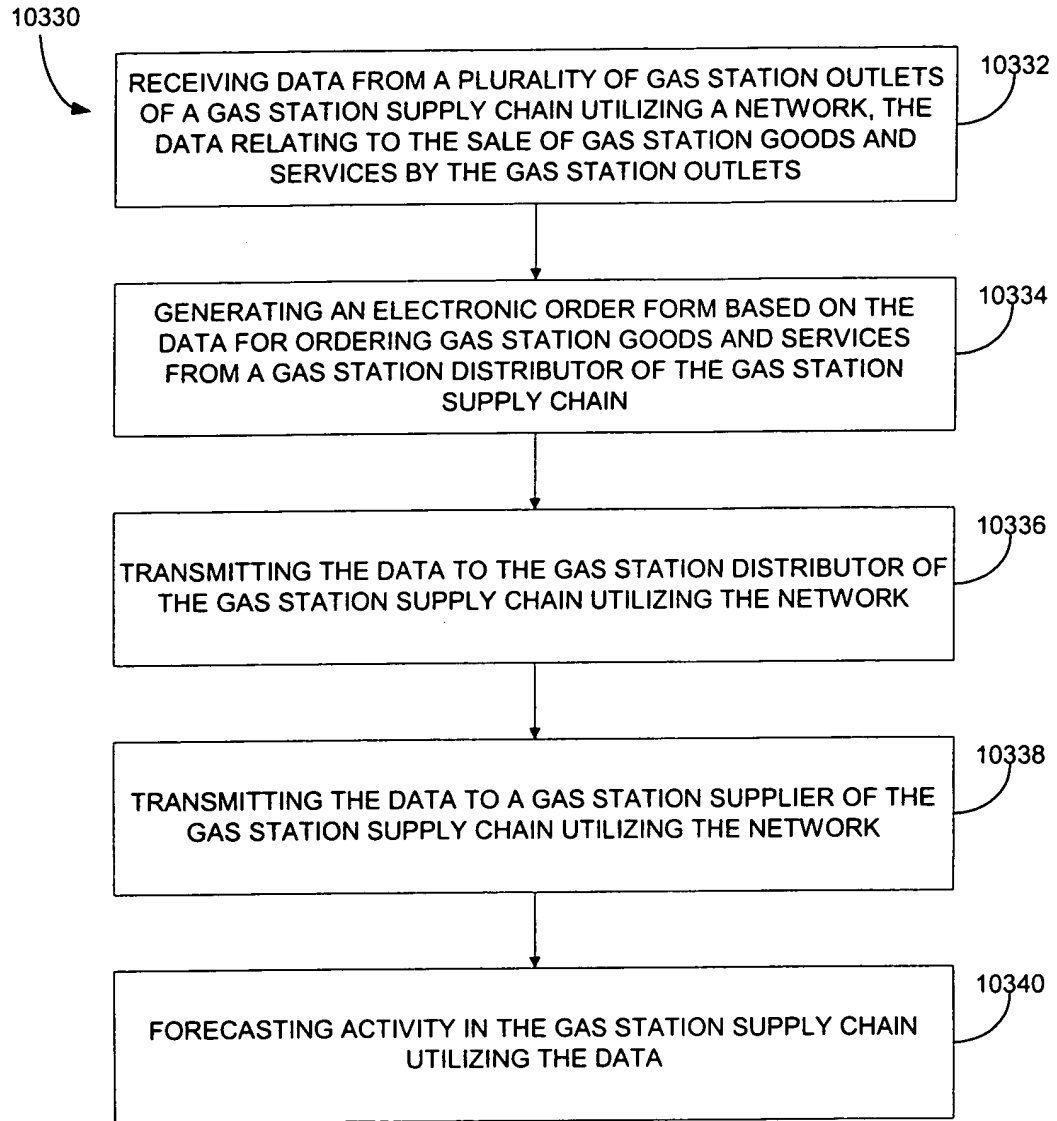 10330
RECEIVING DATA FROM A PLURALITY OF GAS STATION OUTLETS
OF A GAS STATION SUPPLY CHAIN UTILIZING A NETWORK, THE
DATA RELATING TO THE SALE OF GAS STATION GOODS AND
SERVICES BY THE GAS STATION OUTLETS
10332
GENERATING AN ELECTRONIC ORDER FORM BASED ON THE
DATA FOR ORDERING GAS STATION GOODS AND SERVICES
FROM A GAS STATION DISTRIBUTOR OF THE GAS STATION
SUPPLY CHAIN
10334
TRANSMITTING THE DATA TO THE GAS STATION DISTRIBUTOR OF
THE GAS STATION SUPPLY CHAIN UTILIZING THE NETWORK
10336
TRANSMITTING THE DATA TO A GAS STATION SUPPLIER OF THE
GAS STATION SUPPLY CHAIN UTILIZING THE NETWORK
10338
FORECASTING ACTIVITY IN THE GAS STATION SUPPLY CHAIN
UTILIZING THE DATA
10340